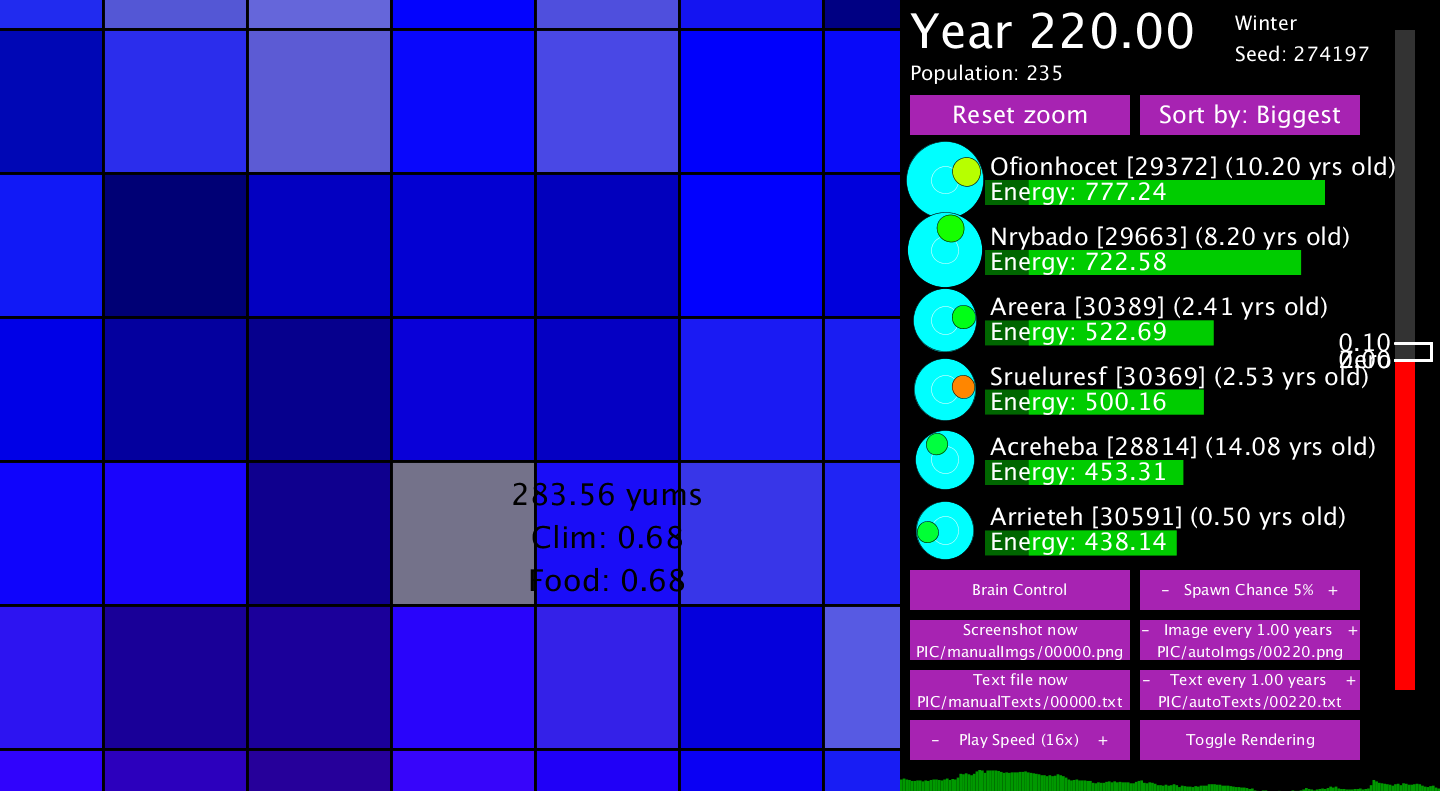 283.56 yums
Clim: 0.68
Food: 0.68
Year 220.00
Winter
Seed: 274197
Population: 235
Reset zoom
Sort by: Biggest
Ofionhocet [29372] (10.20 yrs old)
Energy: 777.24
Nrybado [29663] (8.20 yrs old)
Energy: 722.58
Areera [30389] (2.41 yrs old)
Energy: 522.69
0.10
Srueluresf [30369] (2.53 yrs old)
Energy: 500.16
Acreheba [28814] (14.08 yrs old)
Energy: 453.31
Arrieteh [30591] (0.50 yrs old)
Energy: 438.14
Brain Control
- Spawn Chance 5% +
Screenshot now
PIC/manualImgs/00000.png
- Image every 1.00 years +
PIC/autoImgs/00220.png
Text file now
PIC/manualTexts/00000.txt
- Text every 1.00 years +
PIC/autoTexts/00220.txt
- Play Speed (16x) +
Toggle Rendering